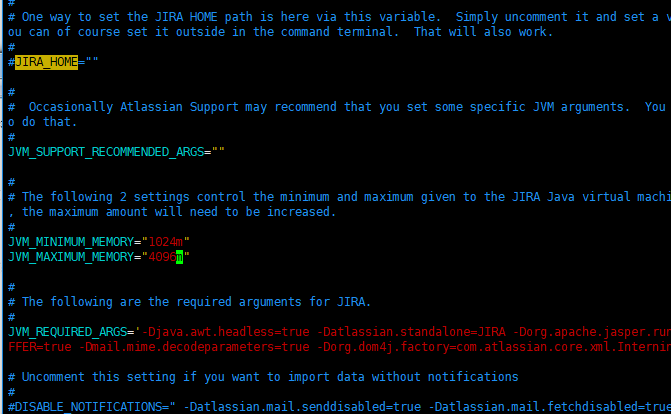 #
# One way to set the JIRA HOME path is here via this variable.  Simply uncomment it and set a
ou can of course set it outside in the command terminal.  That will also work.
#
#JIRA_HOME=""
#
#  Occasionally Atlassian Support may recommend that you set some specific JVM arguments.  You
o do that.
#
JVM_SUPPORT_RECOMMENDED_ARGS=""
#
# The following 2 settings control the minimum and maximum given to the JIRA Java virtual machi
, the maximum amount will need to be increased.
#
JVM_MINIMUM_MEMORY="1024m"
JVM_MAXIMUM_MEMORY="4096m"
#
# The following are the required arguments for JIRA.
#
JVM_REQUIRED_ARGS='-Djava.awt.headless=true -Datlassian.standalone=JIRA -Dorg.apache.jasper.run
FFER=true -Dmail.mime.decodeparameters=true -Dorg.dom4j.factory=com.atlassian.core.xml.Internin
# Uncomment this setting if you want to import data without notifications
#
#DISABLE_NOTIFICATIONS=" -Datlassian.mail.senddisabled=true -Datlassian.mail.fetchdisabled=true